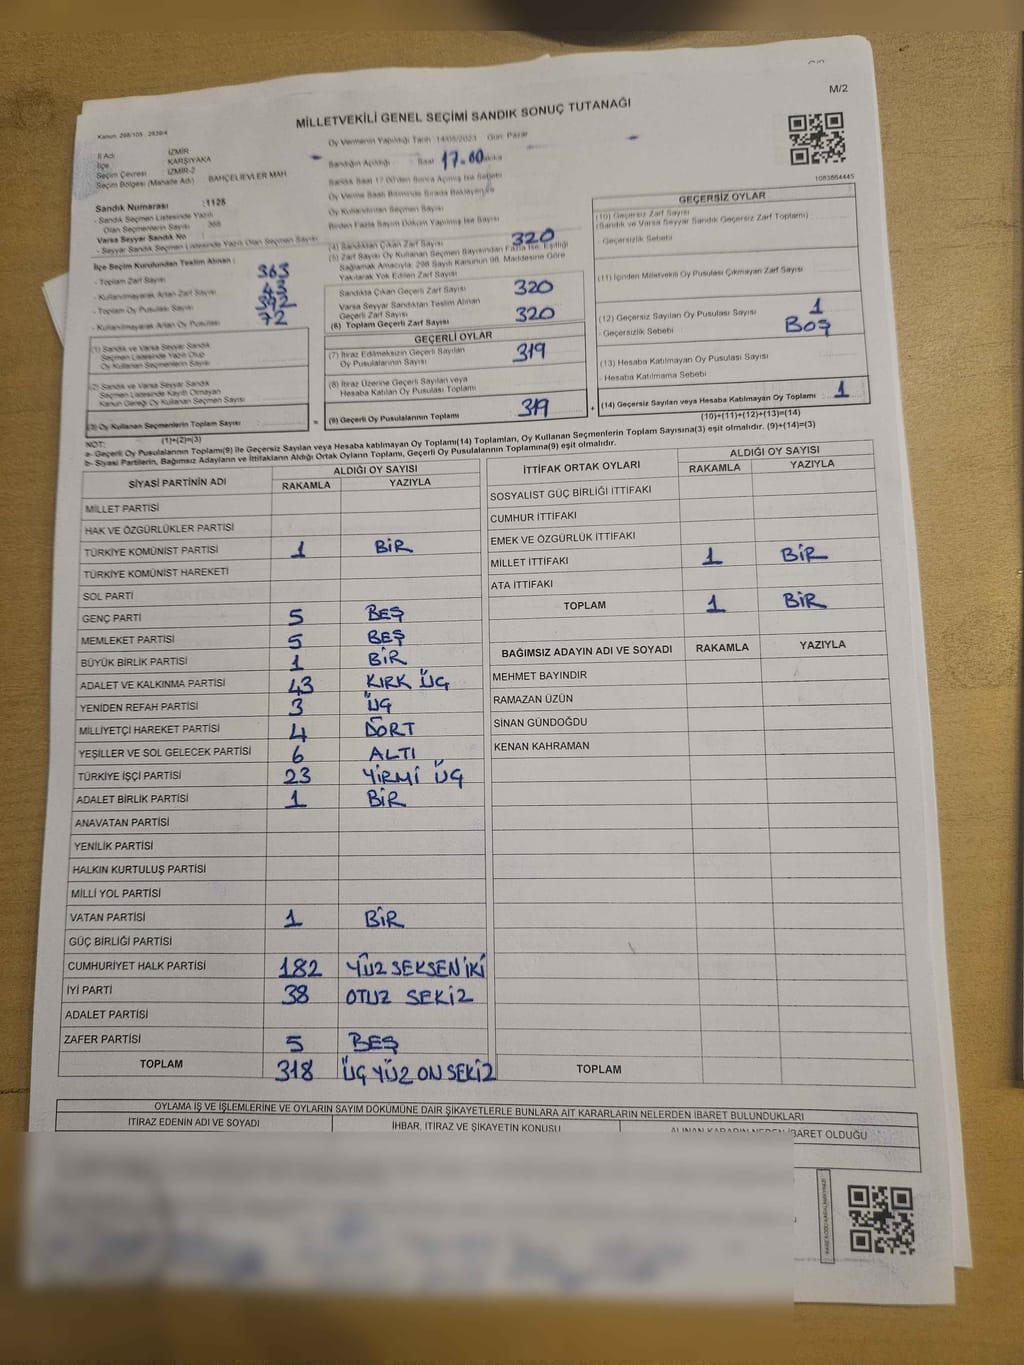 M/2
MİLLETVEKİLİ GENEL SEÇİMİ SANDIK SONUÇ TUTANAĞI
Kanun: 298/105 - 2839/4
İl Adı İZMİR
İlçe KARŞIYAKA
Seçim Çevresi İZMİR-2
Seçim Bölgesi (Mahalle Adı) BAHÇELİEVLER MAH
Sandık Numarası :1128
- Sandık Seçmen Listesinde Yazılı
Olan Seçmenlerin Sayısı
Varsa Seyyar Sandık No
- Seyyar Sandık Seçmen Listesinde Yazılı Olan Seçmen Sayısı
İlçe Seçim Kurulundan Teslim Alınan :
- Toplam Zarf Sayısı 363
- Kullanılmayarak Artan Zarf Sayısı 43
- Toplam Oy Pusulası Sayısı
- Kullanılmayarak Artan Oy Pusulası 72
(1) Sandık ve Varsa Seyyar Sandık
Seçmen Listesinde Yazılı Olup
Oy Kullanan Seçmenlerin Sayısı
(2) Sandık ve Varsa Seyyar Sandık
Seçmen Listesinde Kayıtlı Olmayan
Kanun Gereği Oy Kullanan Seçmen Sayısı
(3) Oy Kullanan Seçmenlerin Toplam Sayısı
Oy Vermenin Yapıldığı Tarih 14/05/2023 Gün: Pazar
Sandığın Açıldığı Saat 17.00 dakika
Sandık Saat 17:00'den Sonra Açılmış İse Sebebi
Oy Verme Saati Bitiminde Sırada Bekleyen
Oy Kullandırılan Seçmen Sayısı
Birden Fazla Sayım Döküm Yapılmış İse Sayısı
(4) Sandıktan Çıkan Zarf Sayısı 320
(5) Zarf Sayısı Oy Kullanan Seçmen Sayısından Fazla İse, Eşitliği
Sağlamak Amacıyla, 298 Sayılı Kanunun 98. Maddesine Göre
Yakılarak Yok Edilen Zarf Sayısı
Sandıkta Çıkan Geçerli Zarf Sayısı 320
Varsa Seyyar Sandıktan Teslim Alınan
Geçerli Zarf Sayısı
(6) Toplam Geçerli Zarf Sayısı 320
GEÇERLİ OYLAR
(7) İtiraz Edilmeksizin Geçerli Sayılan
Oy Pusulalarının Sayısı 319
(8) İtiraz Üzerine Geçerli Sayılan veya
Hesaba Katılan Oy Pusulası Toplamı
= (9) Geçerli Oy Pusulalarının Toplamı 319
1083664445
GEÇERSİZ OYLAR
(10) Geçersiz Zarf Sayısı
(Sandık ve Varsa Seyyar Sandık Geçersiz Zarf Toplamı)
- Geçersizlik Sebebi
(11) İçinden Milletvekili Oy Pusulası Çıkmayan Zarf Sayısı
(12) Geçersiz Sayılan Oy Pusulası Sayısı 1
- Geçersizlik Sebebi BOŞ
(13) Hesaba Katılmayan Oy Pusulası Sayısı
- Hesaba Katılmama Sebebi
+ (14) Geçersiz Sayılan veya Hesaba Katılmayan Oy Toplamı 1
NOT: (1)+(2)=(3) (10)+(11)+(12)+(13)=(14)
a- Geçerli Oy Pusulalarının Toplamı(9) ile Geçersiz Sayılan veya Hesaba katılmayan Oy Toplamı(14) Toplamları, Oy Kullanan Seçmenlerin Toplam Sayısına(3) eşit olmalıdır. (9)+(14)=(3)
b- Siyasi Partilerin, Bağımsız Adayların ve İttifakların Aldığı Ortak Oyların Toplamı, Geçerli Oy Pusulalarının Toplamına(9) eşit olmalıdır.
SİYASİ PARTİNİN ADI ALDIĞI OY SAYISI
RAKAMLA YAZIYLA
MİLLET PARTİSİ
HAK VE ÖZGÜRLÜKLER PARTİSİ
TÜRKİYE KOMÜNİST PARTİSİ 1 BİR
TÜRKİYE KOMÜNİST HAREKETİ
SOL PARTİ
GENÇ PARTİ 5 BEŞ
MEMLEKET PARTİSİ 5 BEŞ
BÜYÜK BİRLİK PARTİSİ 1 BİR
ADALET VE KALKINMA PARTİSİ 43 KIRK ÜÇ
YENİDEN REFAH PARTİSİ 3 ÜÇ
MİLLİYETÇİ HAREKET PARTİSİ 4 DÖRT
YEŞİLLER VE SOL GELECEK PARTİSİ 6 ALTI
TÜRKİYE İŞÇİ PARTİSİ 23 YİRMİ ÜÇ
ADALET BİRLİK PARTİSİ 1 BİR
ANAVATAN PARTİSİ
YENİLİK PARTİSİ
HALKIN KURTULUŞ PARTİSİ
MİLLİ YOL PARTİSİ
VATAN PARTİSİ 1 BİR
GÜÇ BİRLİĞİ PARTİSİ
CUMHURİYET HALK PARTİSİ 182 YÜZ SEKSEN İKİ
İYİ PARTİ 38 OTUZ SEKİZ
ADALET PARTİSİ
ZAFER PARTİSİ 5 BEŞ
TOPLAM 318 ÜÇ YÜZ ON SEKİZ
İTTİFAK ORTAK OYLARI ALDIĞI OY SAYISI
RAKAMLA YAZIYLA
SOSYALİST GÜÇ BİRLİĞİ İTTİFAKI
CUMHUR İTTİFAKI
EMEK VE ÖZGÜRLÜK İTTİFAKI
MİLLET İTTİFAKI 1 BİR
ATA İTTİFAKI
TOPLAM 1 BİR
BAĞIMSIZ ADAYIN ADI VE SOYADI RAKAMLA YAZIYLA
MEHMET BAYINDIR
RAMAZAN ÜZÜN
SİNAN GÜNDOĞDU
KENAN KAHRAMAN
TOPLAM
OYLAMA İŞ VE İŞLEMLERİNE VE OYLARIN SAYIM DÖKÜMÜNE DAİR ŞİKAYETLERLE BUNLARA AİT KARARLARIN NELERDEN İBARET BULUNDUKLARI
İTİRAZ EDENİN ADI VE SOYADI İHBAR, İTİRAZ VE ŞİKAYETİN KONUSU ALINAN KARARIN NEDEN İBARET OLDUĞU